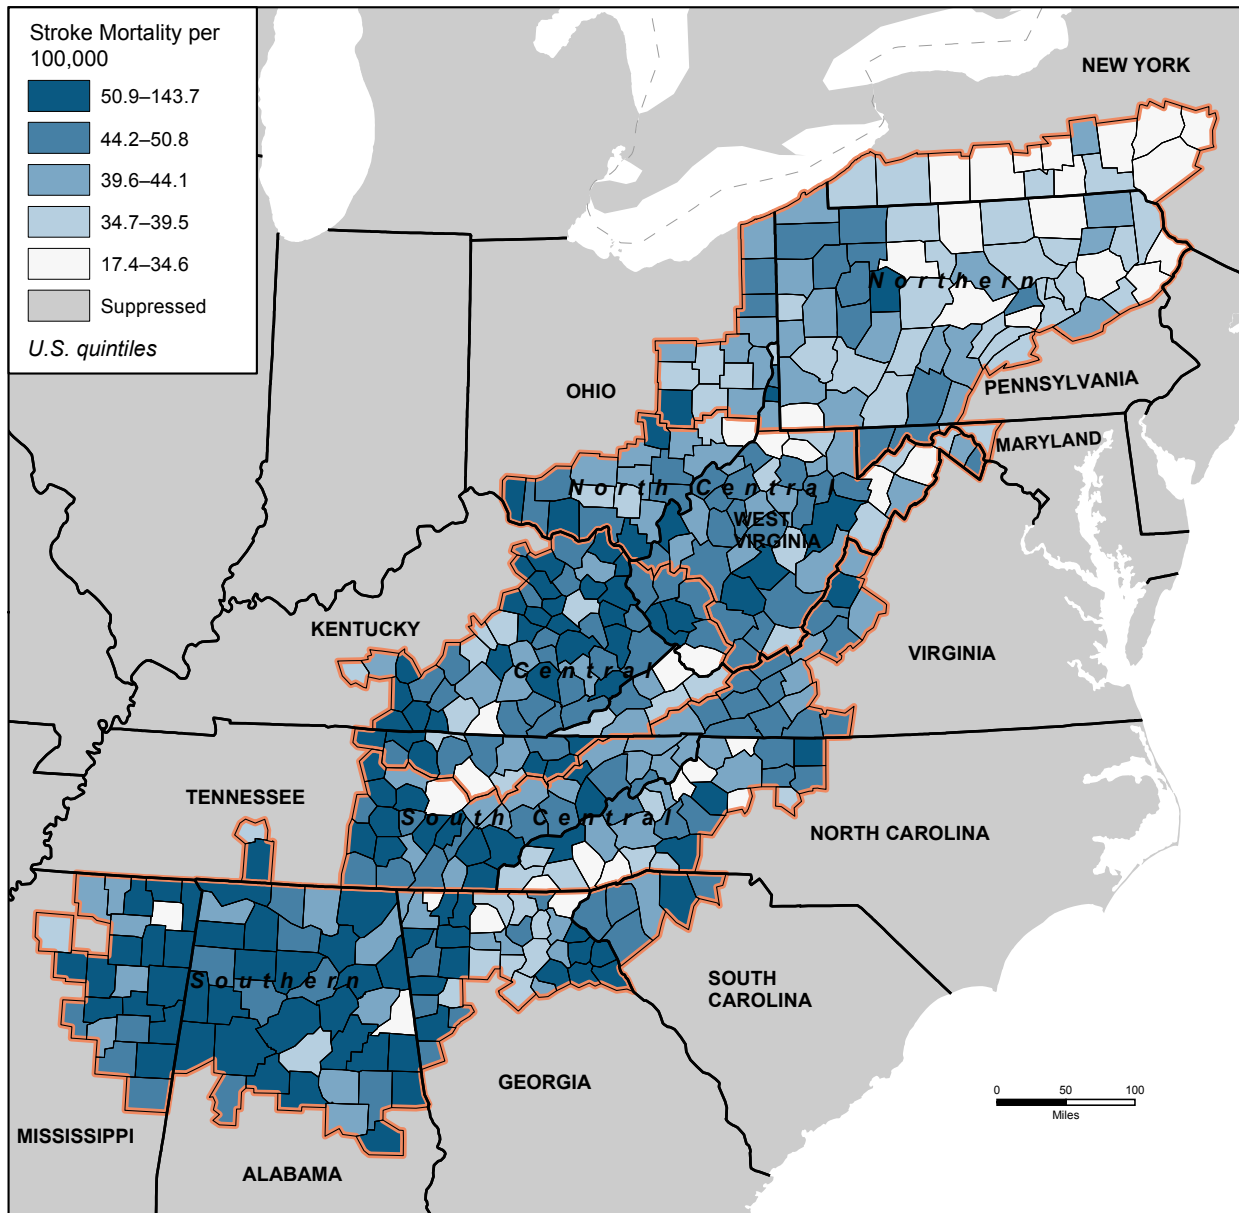 Stroke Mortality per
100,000
50.9–143.7
44.2–50.8
39.6–44.1
34.7–39.5
17.4–34.6
Suppressed
U.S. quintiles
NEW YORK
Northern
PENNSYLVANIA
OHIO
MARYLAND
North Central
WEST
VIRGINIA
KENTUCKY
VIRGINIA
Central
TENNESSEE
South Central
NORTH CAROLINA
Southern
SOUTH
CAROLINA
GEORGIA
0 50 100
Miles
MISSISSIPPI
ALABAMA